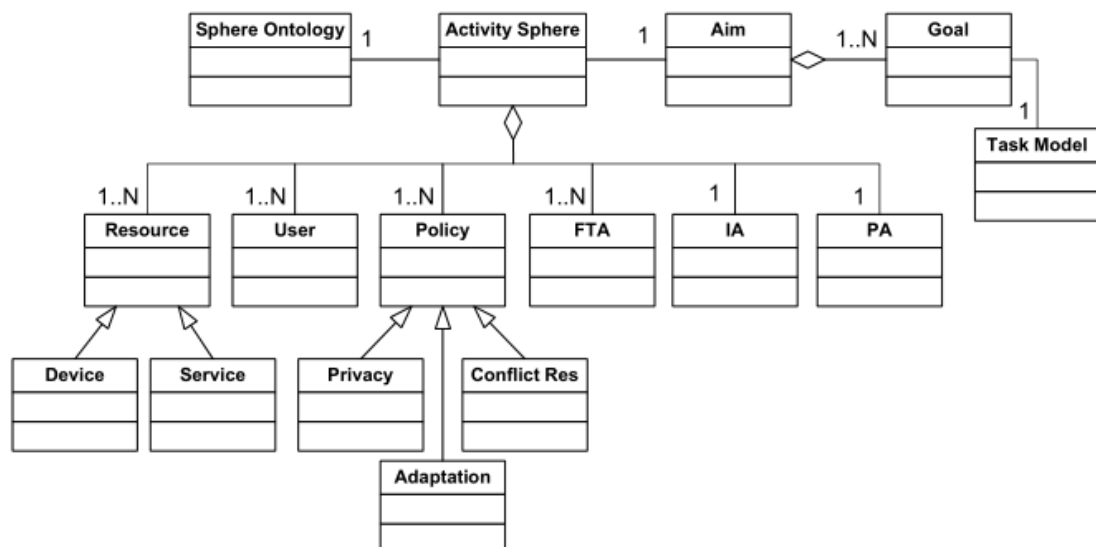 Sphere Ontology
1
Activity Sphere
1
Aim
1..N
Goal
1
Task Model
1..N
1..N
1..N
1..N
1
1
Resource
User
Policy
FTA
IA
PA
Device
Service
Privacy
Conflict Res
Adaptation